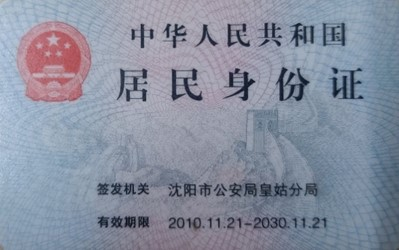 中华人民共和国
居民身份证
签发机关 沈阳市公安局皇姑分局
有效期限 2010.11.21-2030.11.21